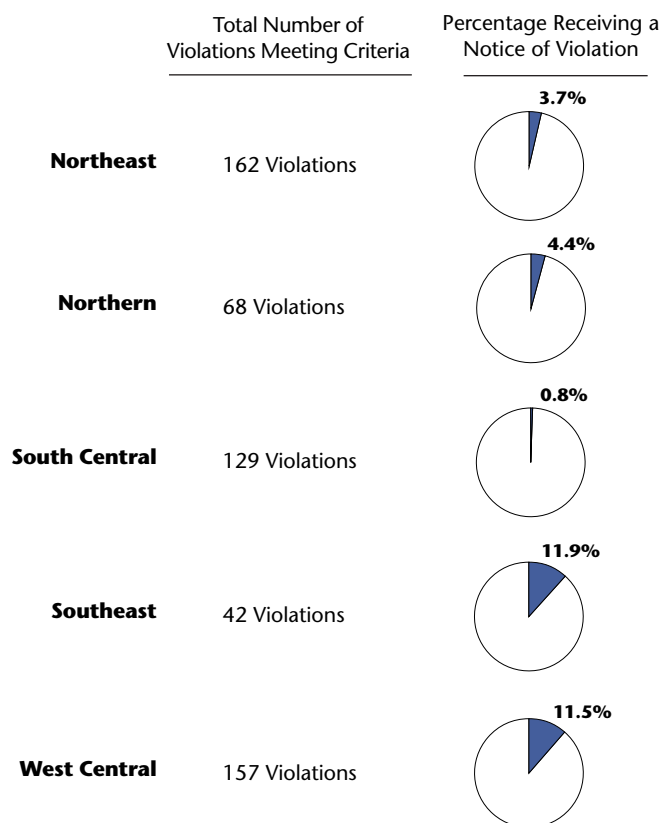 Total Number of
Violations Meeting Criteria
Percentage Receiving a
Notice of Violation
3.7%
Northeast
162 Violations
4.4%
Northern
68 Violations
0.8%
South Central
129 Violations
11.9%
Southeast
42 Violations
11.5%
West Central
157 Violations